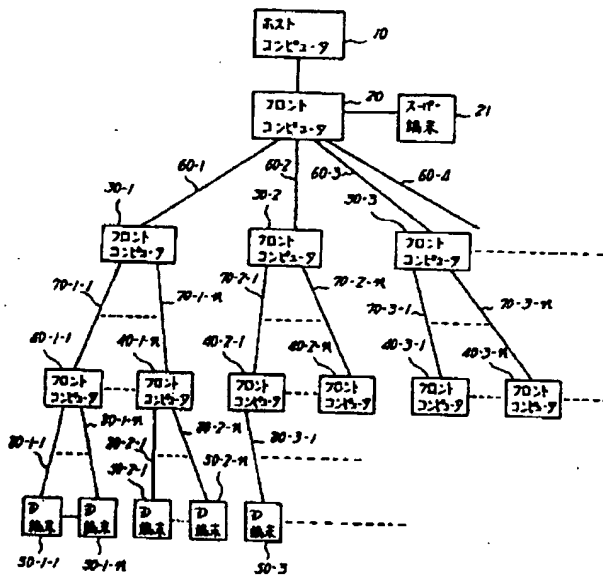 ホスト
コンピュータ
10
フロント
コンピュータ
20
スーパー
端末
21
60-1
60-2
60-3
60-4
30-1
30-2
30-3
フロント
コンピュータ
フロント
コンピュータ
フロント
コンピュータ
70-1-1
70-1-n
70-2-1
70-2-n
70-3-1
70-3-n
40-1-1
40-1-n
40-2-1
40-2-n
40-3-1
40-3-n
フロント
コンピュータ
フロント
コンピュータ
フロント
コンピュータ
フロント
コンピュータ
フロント
コンピュータ
フロント
コンピュータ
80-1-1
80-1-n
80-2-1
80-2-n
80-3-1
50-2-1
50-2-n
D
端末
D
端末
D
端末
D
端末
D
端末
50-1-1
50-1-n
50-3